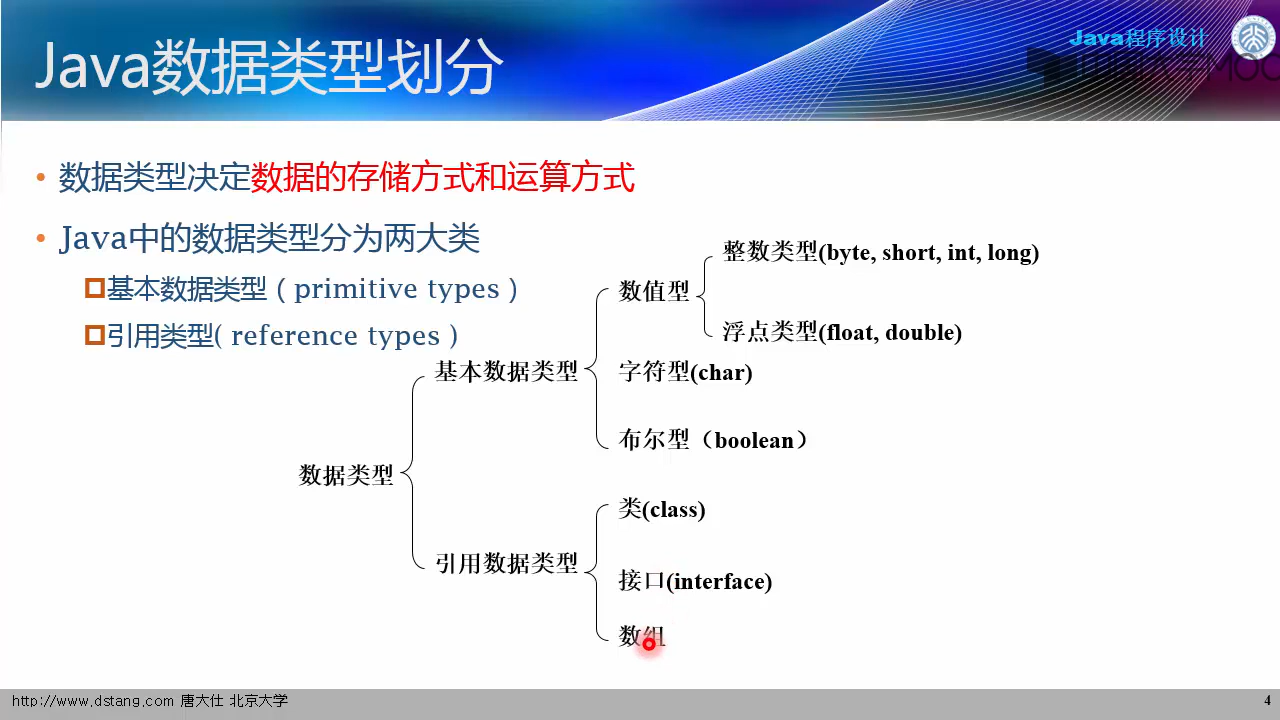 Java数据类型划分
Java程序设计
• 数据类型决定数据的存储方式和运算方式
• Java中的数据类型分为两大类
基本数据类型（primitive types）
引用类型( reference types )
整数类型(byte, short, int, long)
数值型
浮点类型(float, double)
基本数据类型
字符型(char)
布尔型（boolean）
数据类型
类(class)
引用数据类型
接口(interface)
数组
http://www.dstang.com 唐大仕 北京大学
4